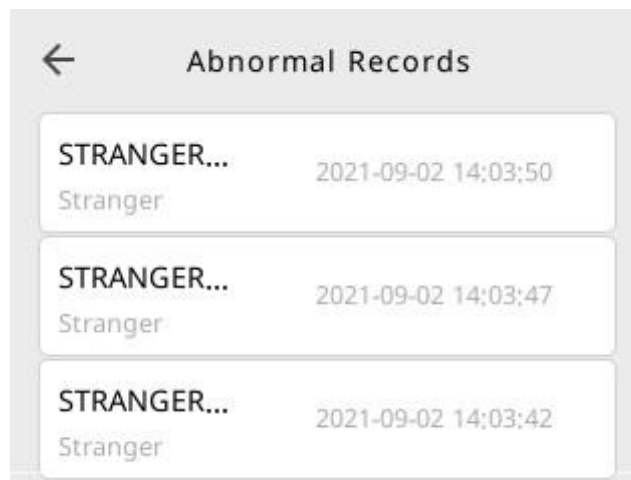 Abnormal Records
STRANGER...
2021-09-02 14:03:50
Stranger
STRANGER...
2021-09-02 14:03:47
Stranger
STRANGER...
2021-09-02 14:03:42
Stranger